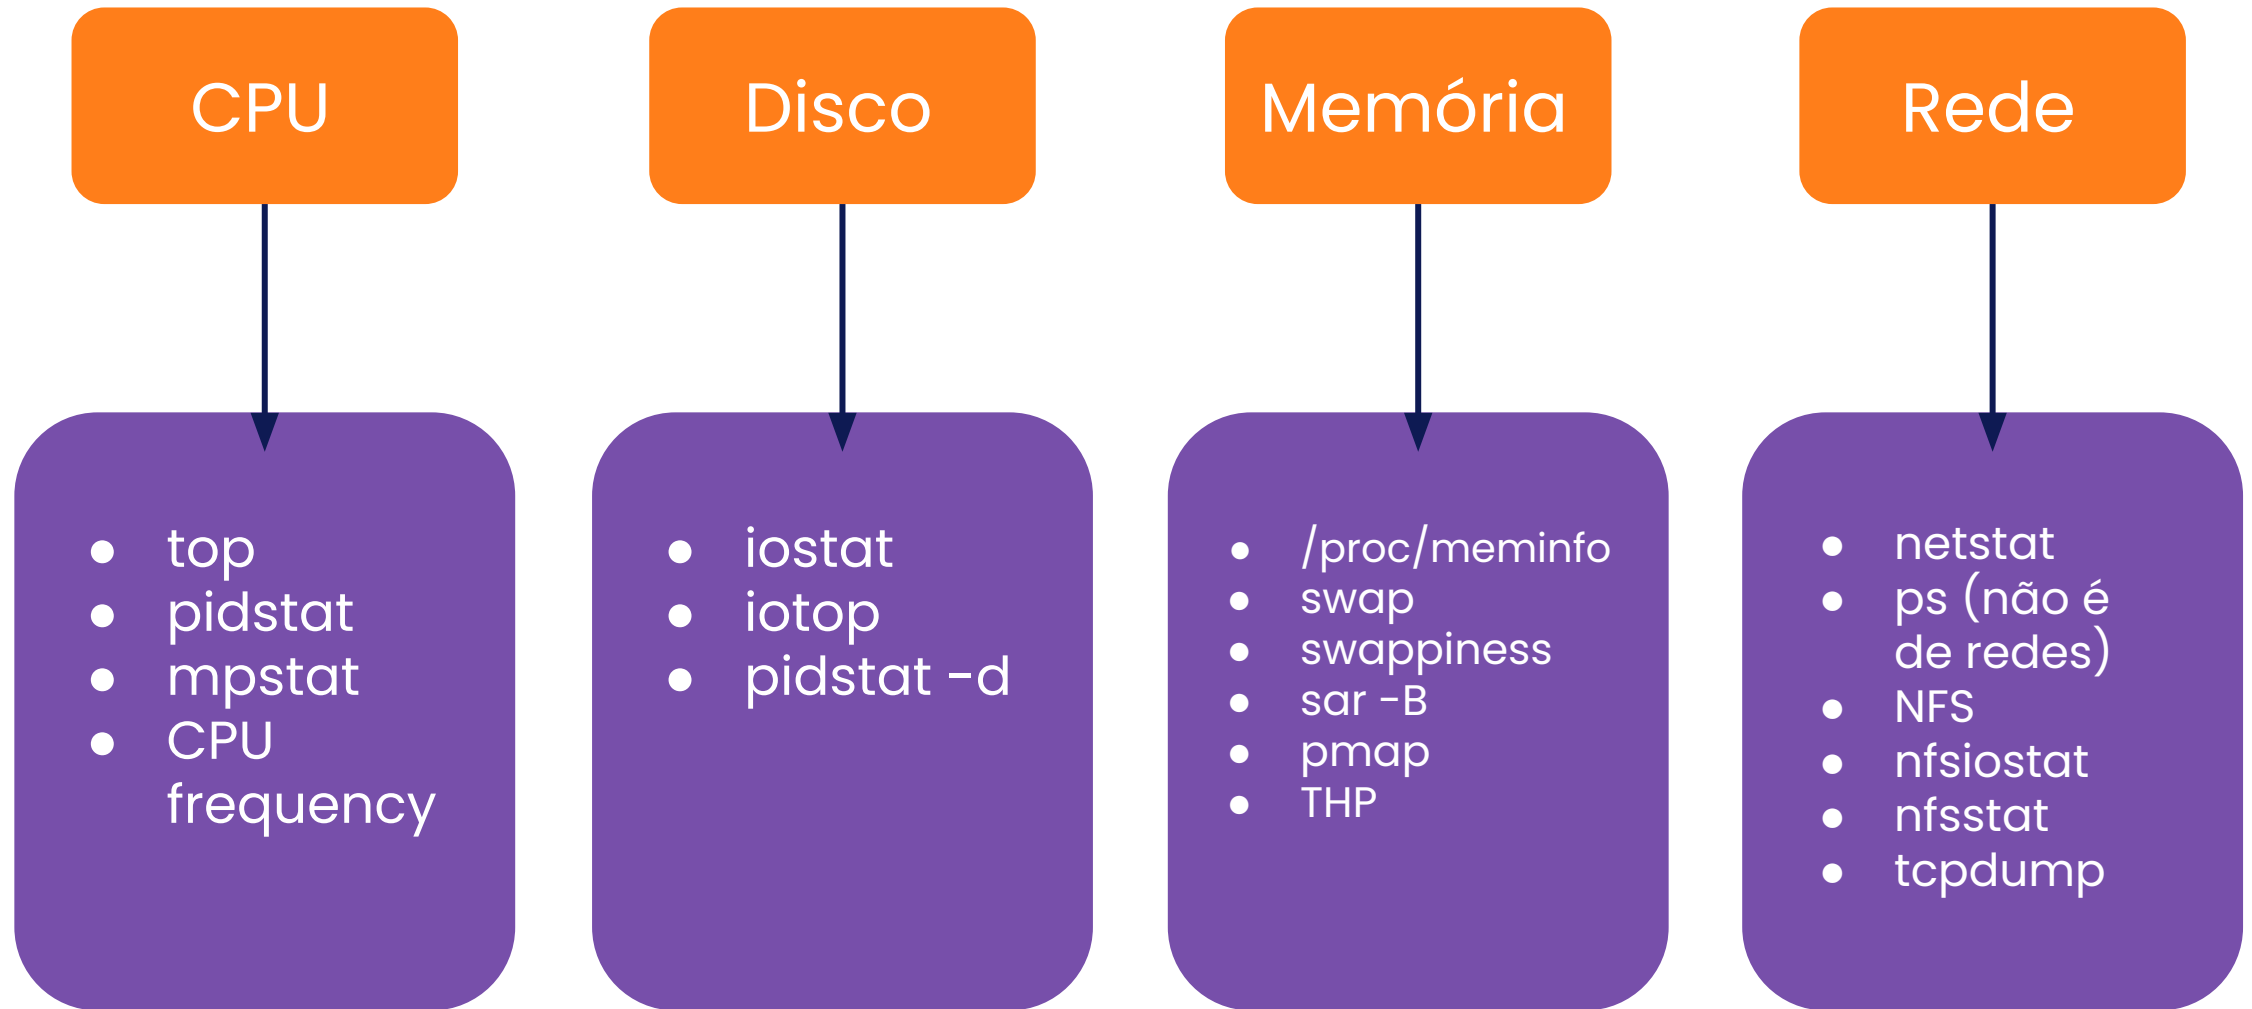 CPU
Disco
Memória
Rede
● top
● pidstat
● mpstat
● CPU
frequency
● iostat
● iotop
● pidstat -d
● /proc/meminfo
● swap
● swappiness
● sar -B
● pmap
● THP
● netstat
● ps (não é
de redes)
● NFS
● nfsiostat
● nfsstat
● tcpdump